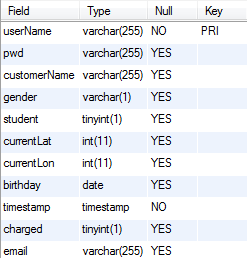 Field Type Null Key
userName varchar(255) NO PRI
pwd varchar(255) YES
customerName varchar(255) YES
gender varchar(1) YES
student tinyint(1) YES
currentLat int(11) YES
currentLon int(11) YES
birthday date YES
timestamp timestamp NO
charged tinyint(1) YES
email varchar(255) YES